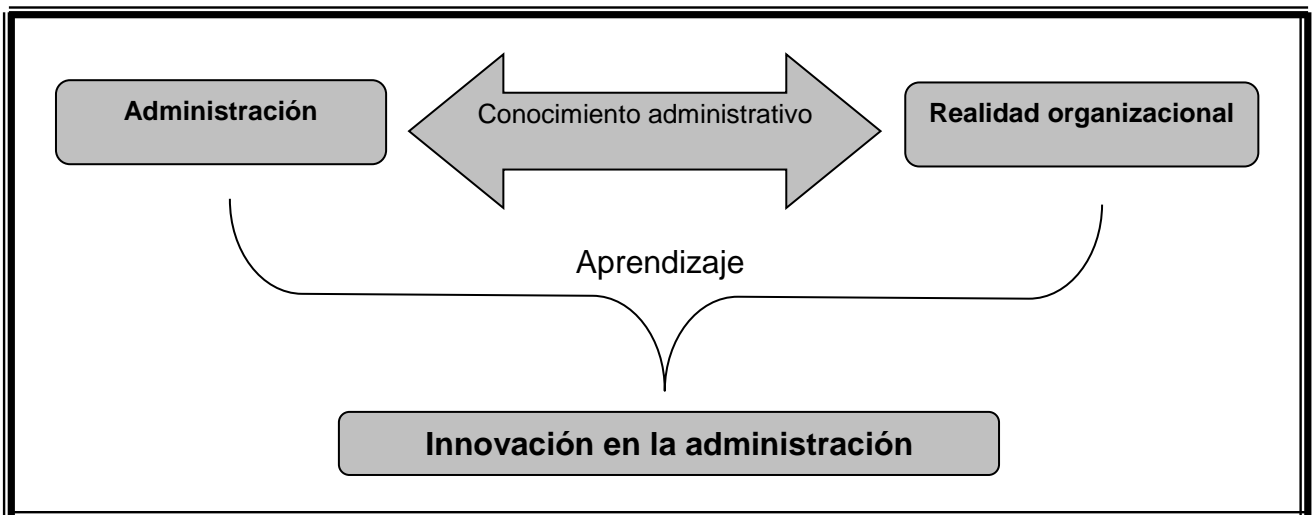 Administración
Conocimiento administrativo
Realidad organizacional
Aprendizaje
Innovación en la administración